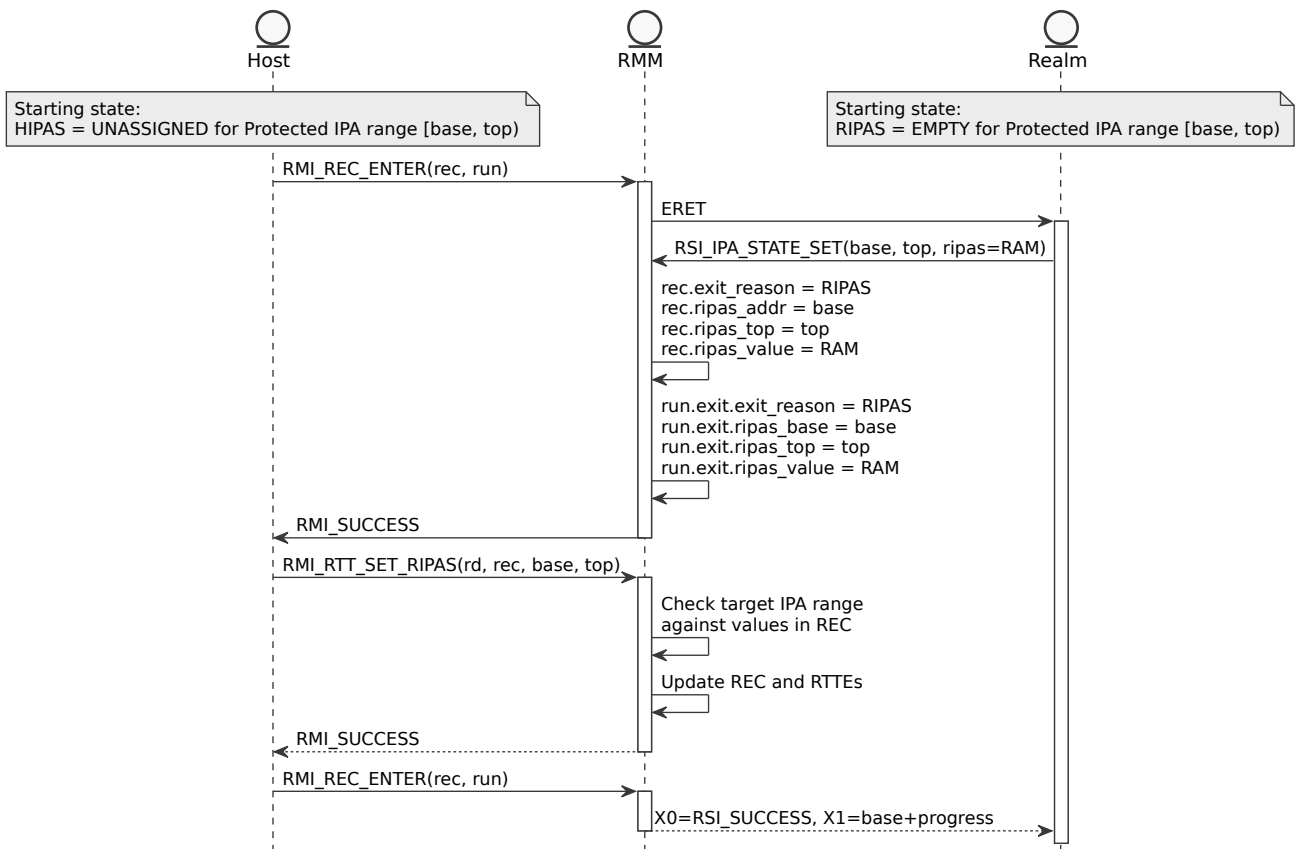 Host
RMM
Realm
Starting state:
HIPAS = UNASSIGNED for Protected IPA range [base, top)
Starting state:
RIPAS = EMPTY for Protected IPA range [base, top)
RMI_REC_ENTER(rec, run)
ERET
RSI_IPA_STATE_SET(base, top, ripas=RAM)
rec.exit_reason = RIPAS
rec.ripas_addr = base
rec.ripas_top = top
rec.ripas_value = RAM
run.exit.exit_reason = RIPAS
run.exit.ripas_base = base
run.exit.ripas_top = top
run.exit.ripas_value = RAM
RMI_SUCCESS
RMI_RTT_SET_RIPAS(rd, rec, base, top)
Check target IPA range
against values in REC
Update REC and RTTEs
RMI_SUCCESS
RMI_REC_ENTER(rec, run)
X0=RSI_SUCCESS, X1=base+progress